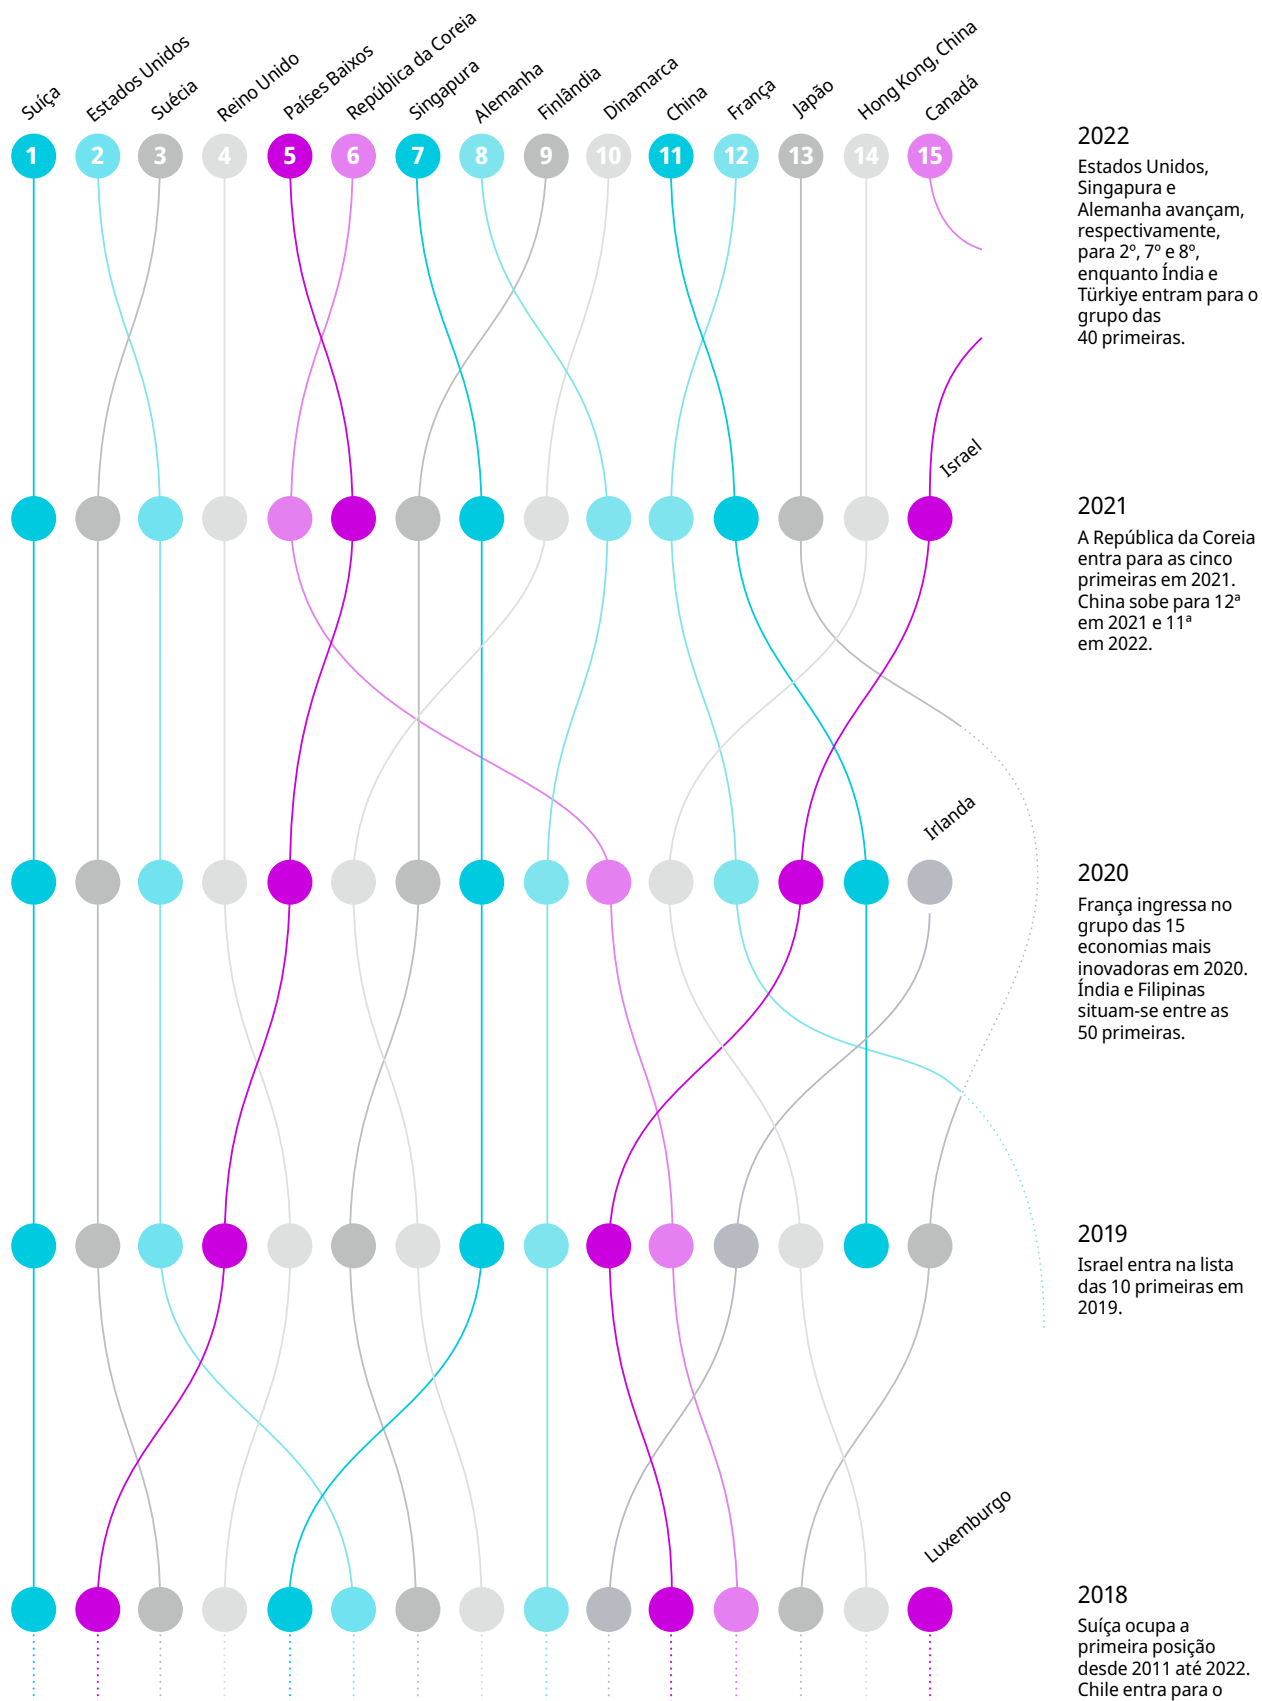 Suíça
Estados Unidos
Suécia
Reino Unido
Países Baixos
República da Coreia
Singapura
Alemanha
Finlândia
Dinamarca
China
França
Japão
Hong Kong, China
Canadá
1
2
3
4
5
6
7
8
9
10
11
12
13
14
15
2022
Estados Unidos,
Singapura e
Alemanha avançam,
respectivamente,
para 2º, 7º e 8º,
enquanto Índia e
Türkiye entram para o
grupo das
40 primeiras.
Israel
2021
A República da Coreia
entra para as cinco
primeiras em 2021.
China sobe para 12ª
em 2021 e 11ª
em 2022.
Irlanda
2020
França ingressa no
grupo das 15
economias mais
inovadoras em 2020.
Índia e Filipinas
situam-se entre as
50 primeiras.
2019
Israel entra na lista
das 10 primeiras em
2019.
Luxemburgo
2018
Suíça ocupa a
primeira posição
desde 2011 até 2022.
Chile entra para o